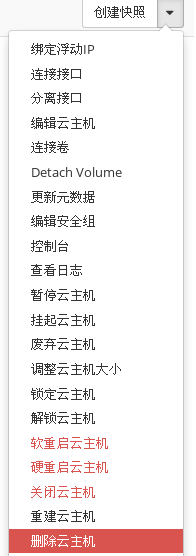 创建快照
绑定浮动IP
连接接口
分离接口
编辑云主机
连接卷
Detach Volume
更新元数据
编辑安全组
控制台
查看日志
暂停云主机
挂起云主机
废弃云主机
调整云主机大小
锁定云主机
解锁云主机
软重启云主机
硬重启云主机
关闭云主机
重建云主机
删除云主机